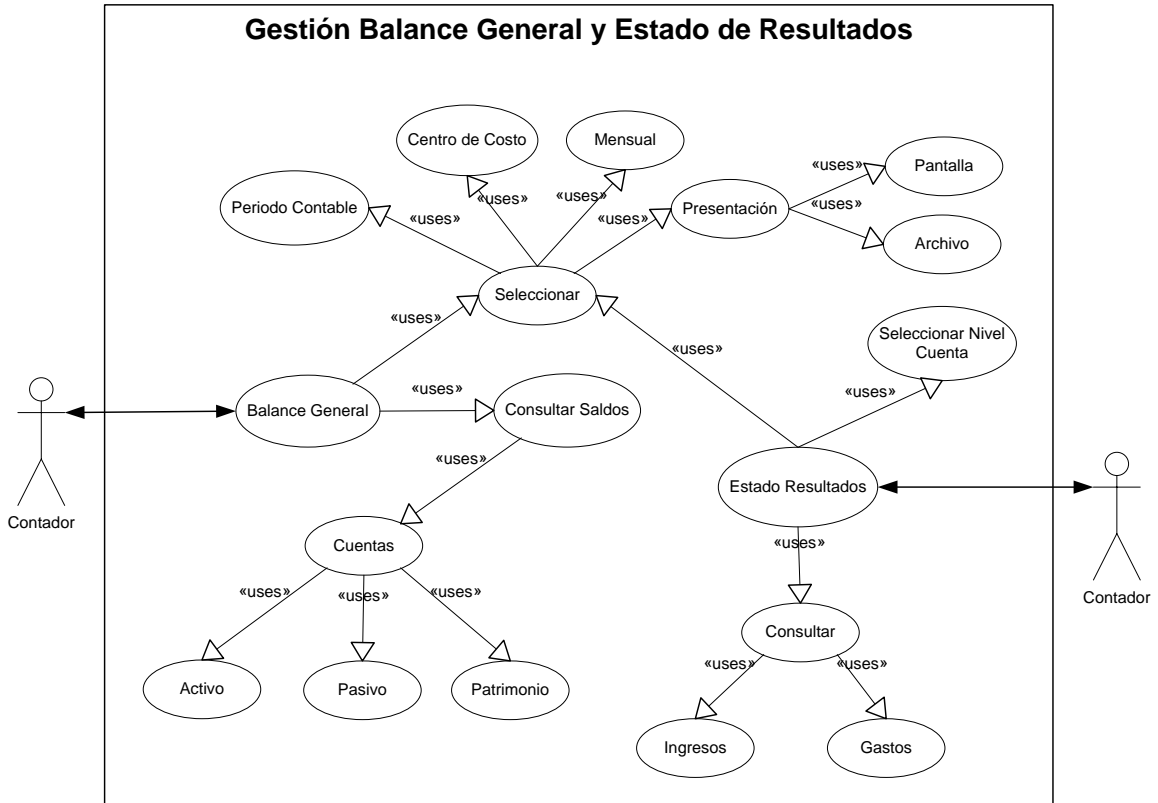 Gestión Balance General y Estado de Resultados
Centro de Costo
Mensual
«uses»
Pantalla
«uses»
«uses»
Periodo Contable
«uses»
«uses»
«uses»
Presentación
«uses»
Archivo
Seleccionar
«uses»
«uses»
Seleccionar Nivel
Cuenta
«uses»
«uses»
Balance General
Consultar Saldos
«uses»
Estado Resultados
Contador
Contador
Cuentas
«uses»
«uses»
«uses»
«uses»
Consultar
«uses»
«uses»
Activo
Pasivo
Patrimonio
Ingresos
Gastos